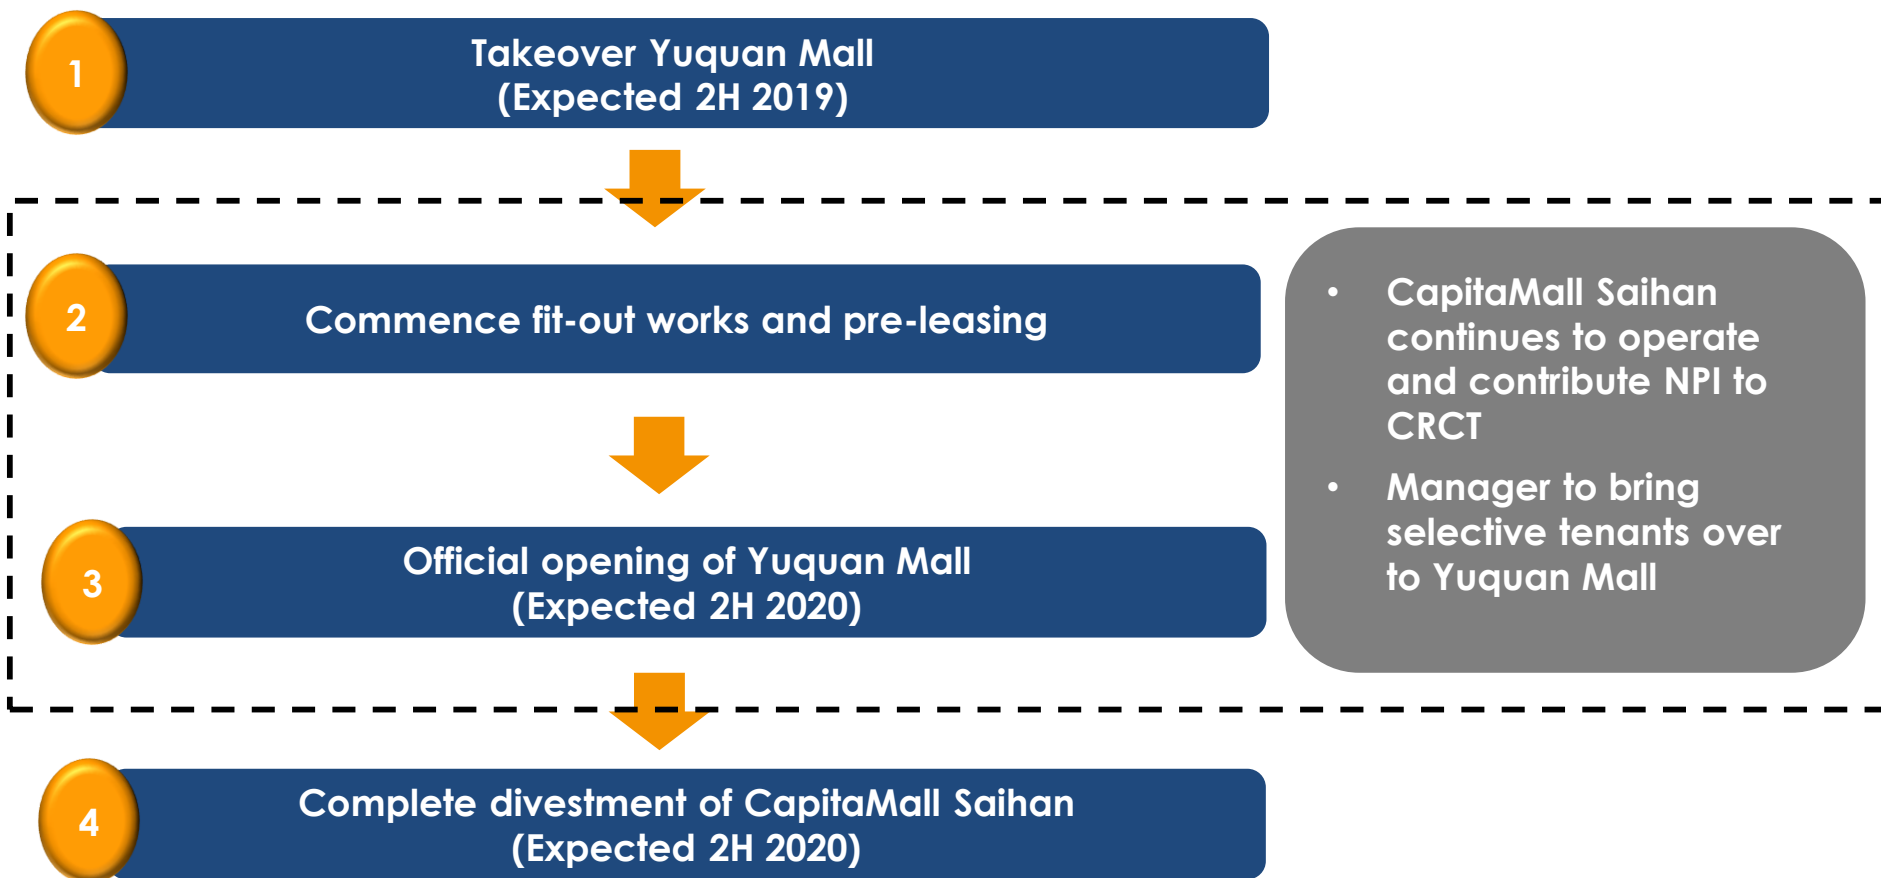 1
Takeover Yuquan Mall
(Expected 2H 2019)
2
Commence fit-out works and pre-leasing
3
Official opening of Yuquan Mall
(Expected 2H 2020)
• CapitaMall Saihan
continues to operate
and contribute NPI to
CRCT
• Manager to bring
selective tenants over
to Yuquan Mall
4
Complete divestment of CapitaMall Saihan
(Expected 2H 2020)